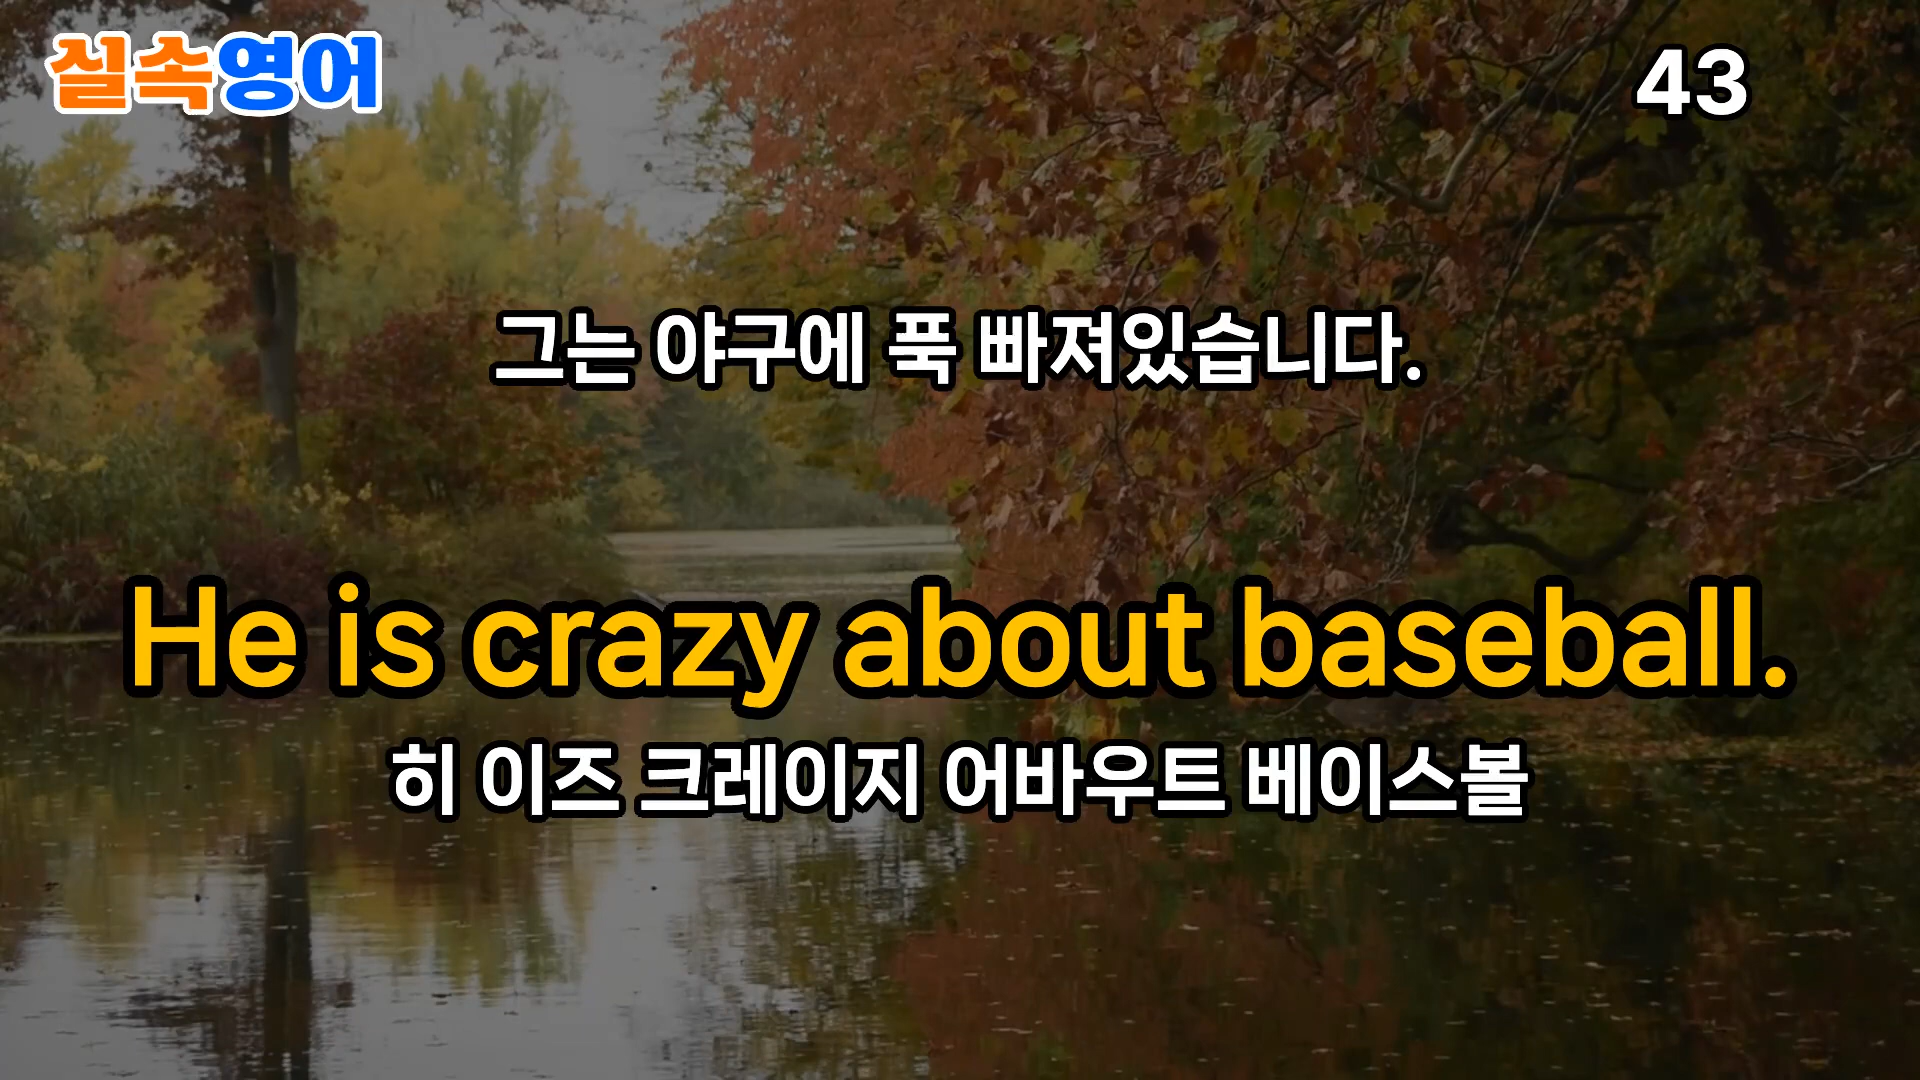 실속영어
43
그는 야구에 푹 빠져있습니다.
He is crazy about baseball.
히 이즈 크레이지 어바우트 베이스볼